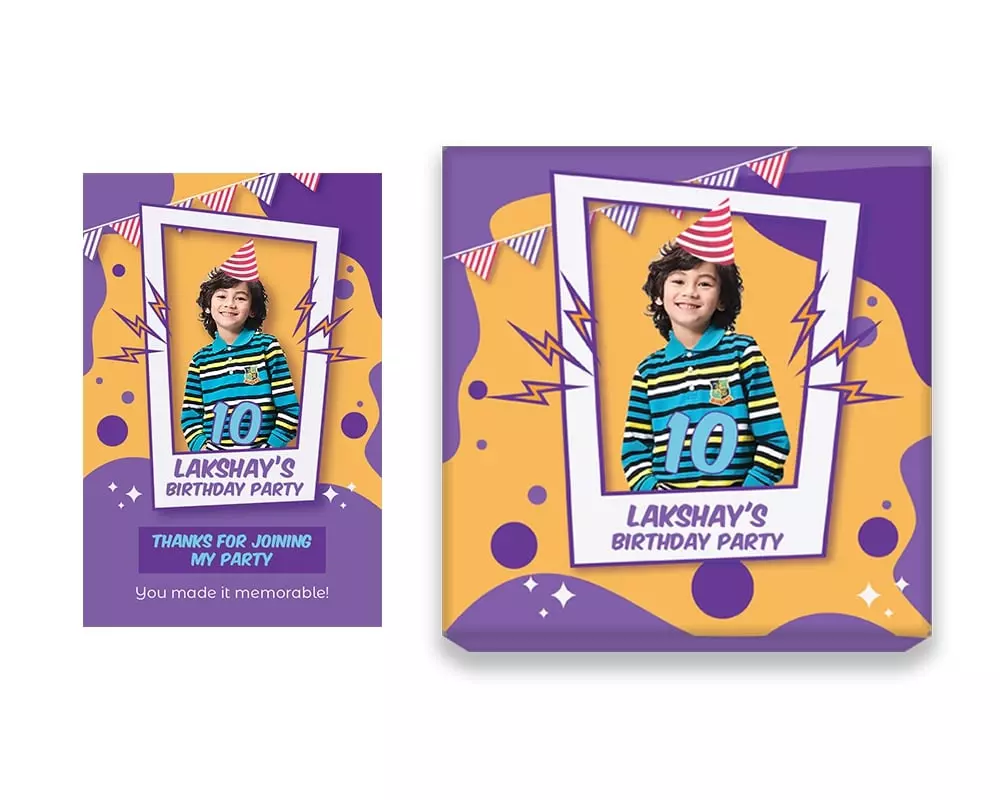 10
LAKSHAY'S
BIRTHDAY PARTY
THANKS FOR JOINING
MY PARTY
You made it memorable!
10
LAKSHAY'S
BIRTHDAY PARTY